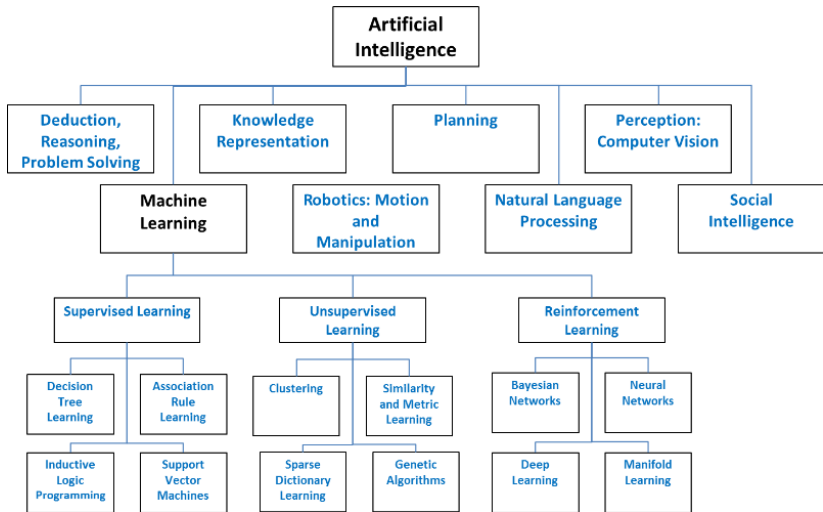 Artificial
Intelligence
Deduction,
Reasoning,
Problem Solving
Knowledge
Representation
Planning
Perception:
Computer Vision
Machine
Learning
Robotics: Motion
and
Manipulation
Natural Language
Processing
Social
Intelligence
Supervised Learning
Unsupervised
Learning
Reinforcement
Learning
Decision
Tree
Learning
Association
Rule
Learning
Clustering
Similarity
and Metric
Learning
Bayesian
Networks
Neural
Networks
Inductive
Logic
Programming
Support
Vector
Machines
Sparse
Dictionary
Learning
Genetic
Algorithms
Deep
Learning
Manifold
Learning